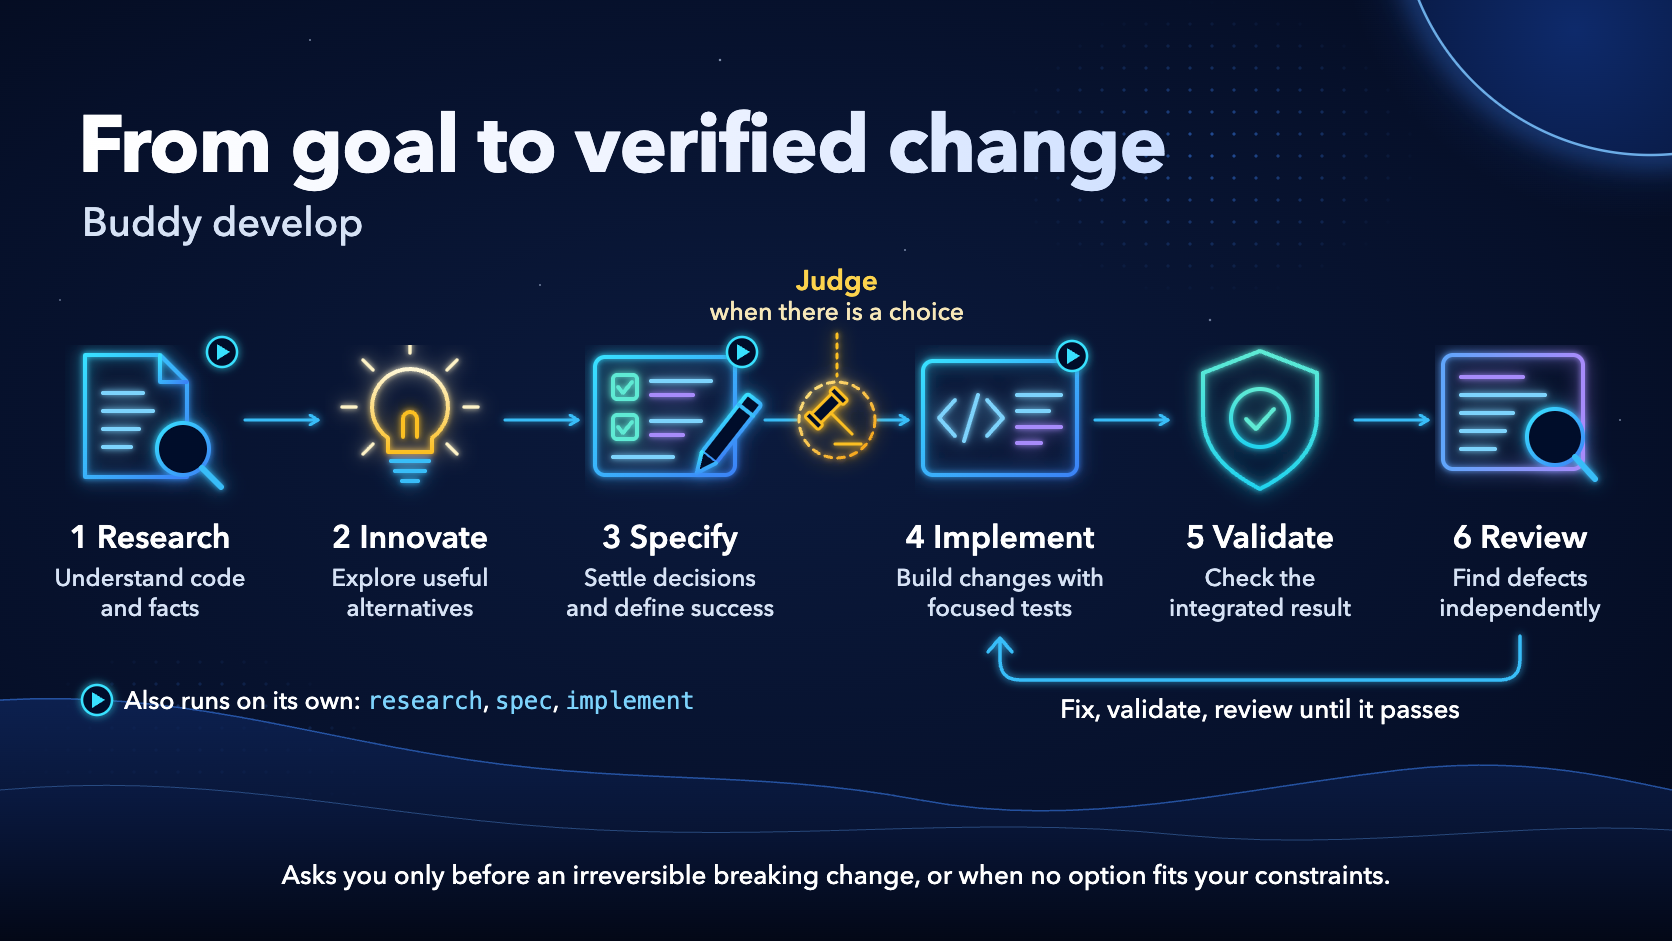 From goal to verified change
Buddy develop
Judge
when there is a choice
1 Research
Understand code
and facts
2 Innovate
Explore useful
alternatives
3 Specify
Settle decisions
and define success
4 Implement
Build changes with
focused tests
5 Validate
Check the
integrated result
6 Review
Find defects
independently
Also runs on its own: research, spec, implement
Fix, validate, review until it passes
Asks you only before an irreversible breaking change, or when no option fits your constraints.